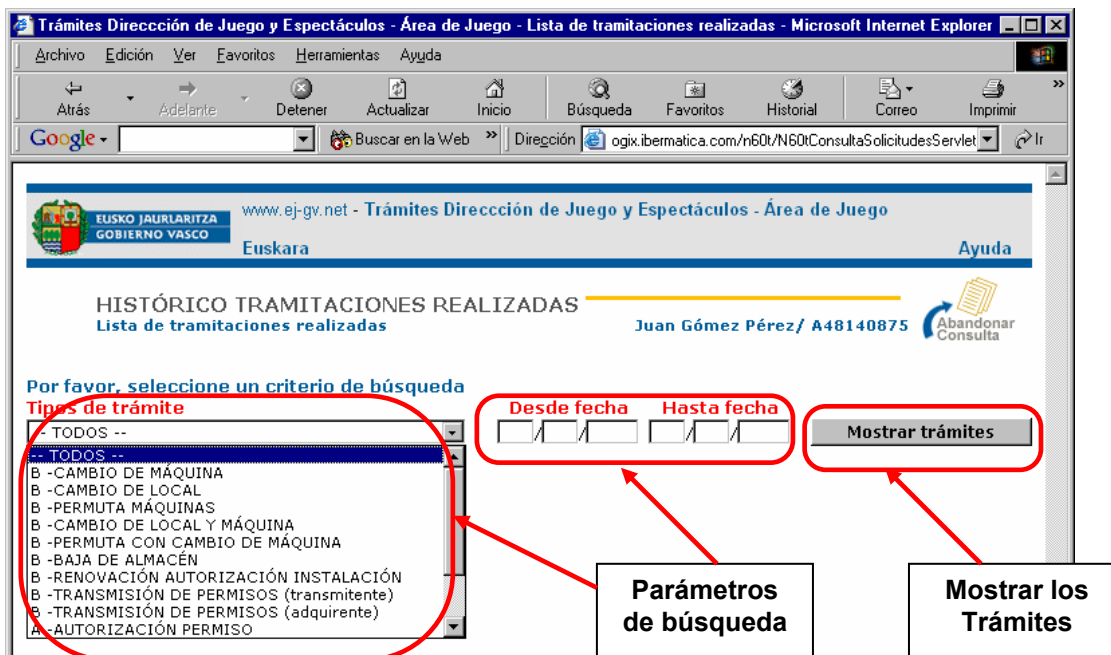 Trámites Direccción de Juego y Espectáculos - Área de Juego - Lista de tramitaciones realizadas - Microsoft Internet Explorer
Archivo Edición Ver Favoritos Herramientas Ayuda
Atrás Adelante Detener Actualizar Inicio Búsqueda Favoritos Historial Correo Imprimir »
Google Buscar en la Web » Dirección ogix.ibermatica.com/n60t/N60tConsultaSolicitudesServlet Ir
EUSKO JAURLARITZA
GOBIERNO VASCO
www.ej-gv.net - Trámites Direccción de Juego y Espectáculos - Área de Juego
Euskara Ayuda
HISTÓRICO TRAMITACIONES REALIZADAS
Lista de tramitaciones realizadas Juan Gómez Pérez/ A48140875 Abandonar
Consulta
Por favor, seleccione un criterio de búsqueda
Tipos de trámite Desde fecha Hasta fecha
-- TODOS -- / / / / Mostrar trámites
-- TODOS --
B -CAMBIO DE MÁQUINA
B -CAMBIO DE LOCAL
B -PERMUTA MÁQUINAS
B -CAMBIO DE LOCAL Y MÁQUINA
B -PERMUTA CON CAMBIO DE MÁQUINA
B -BAJA DE ALMACÉN
B -RENOVACIÓN AUTORIZACIÓN INSTALACIÓN
B -TRANSMISIÓN DE PERMISOS (transmitente)
B -TRANSMISIÓN DE PERMISOS (adquirente)
A -AUTORIZACIÓN PERMISO
Parámetros
de búsqueda
Mostrar los
Trámites